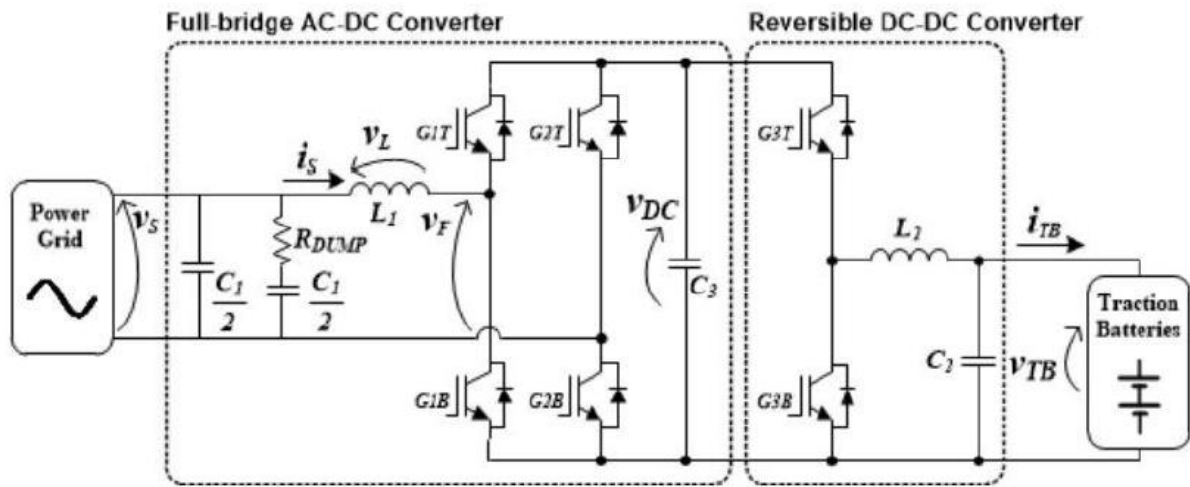 Full-bridge AC-DC Converter
Reversible DC-DC Converter
G1T
G2T
G3T
v_L
i_S
L_1
Power
Grid
v_S
R_DUMP
v_F
v_DC
C_3
L_2
i_TB
C_1/2
C_1/2
Traction
Batteries
C_2
v_TB
G1B
G2B
G3B